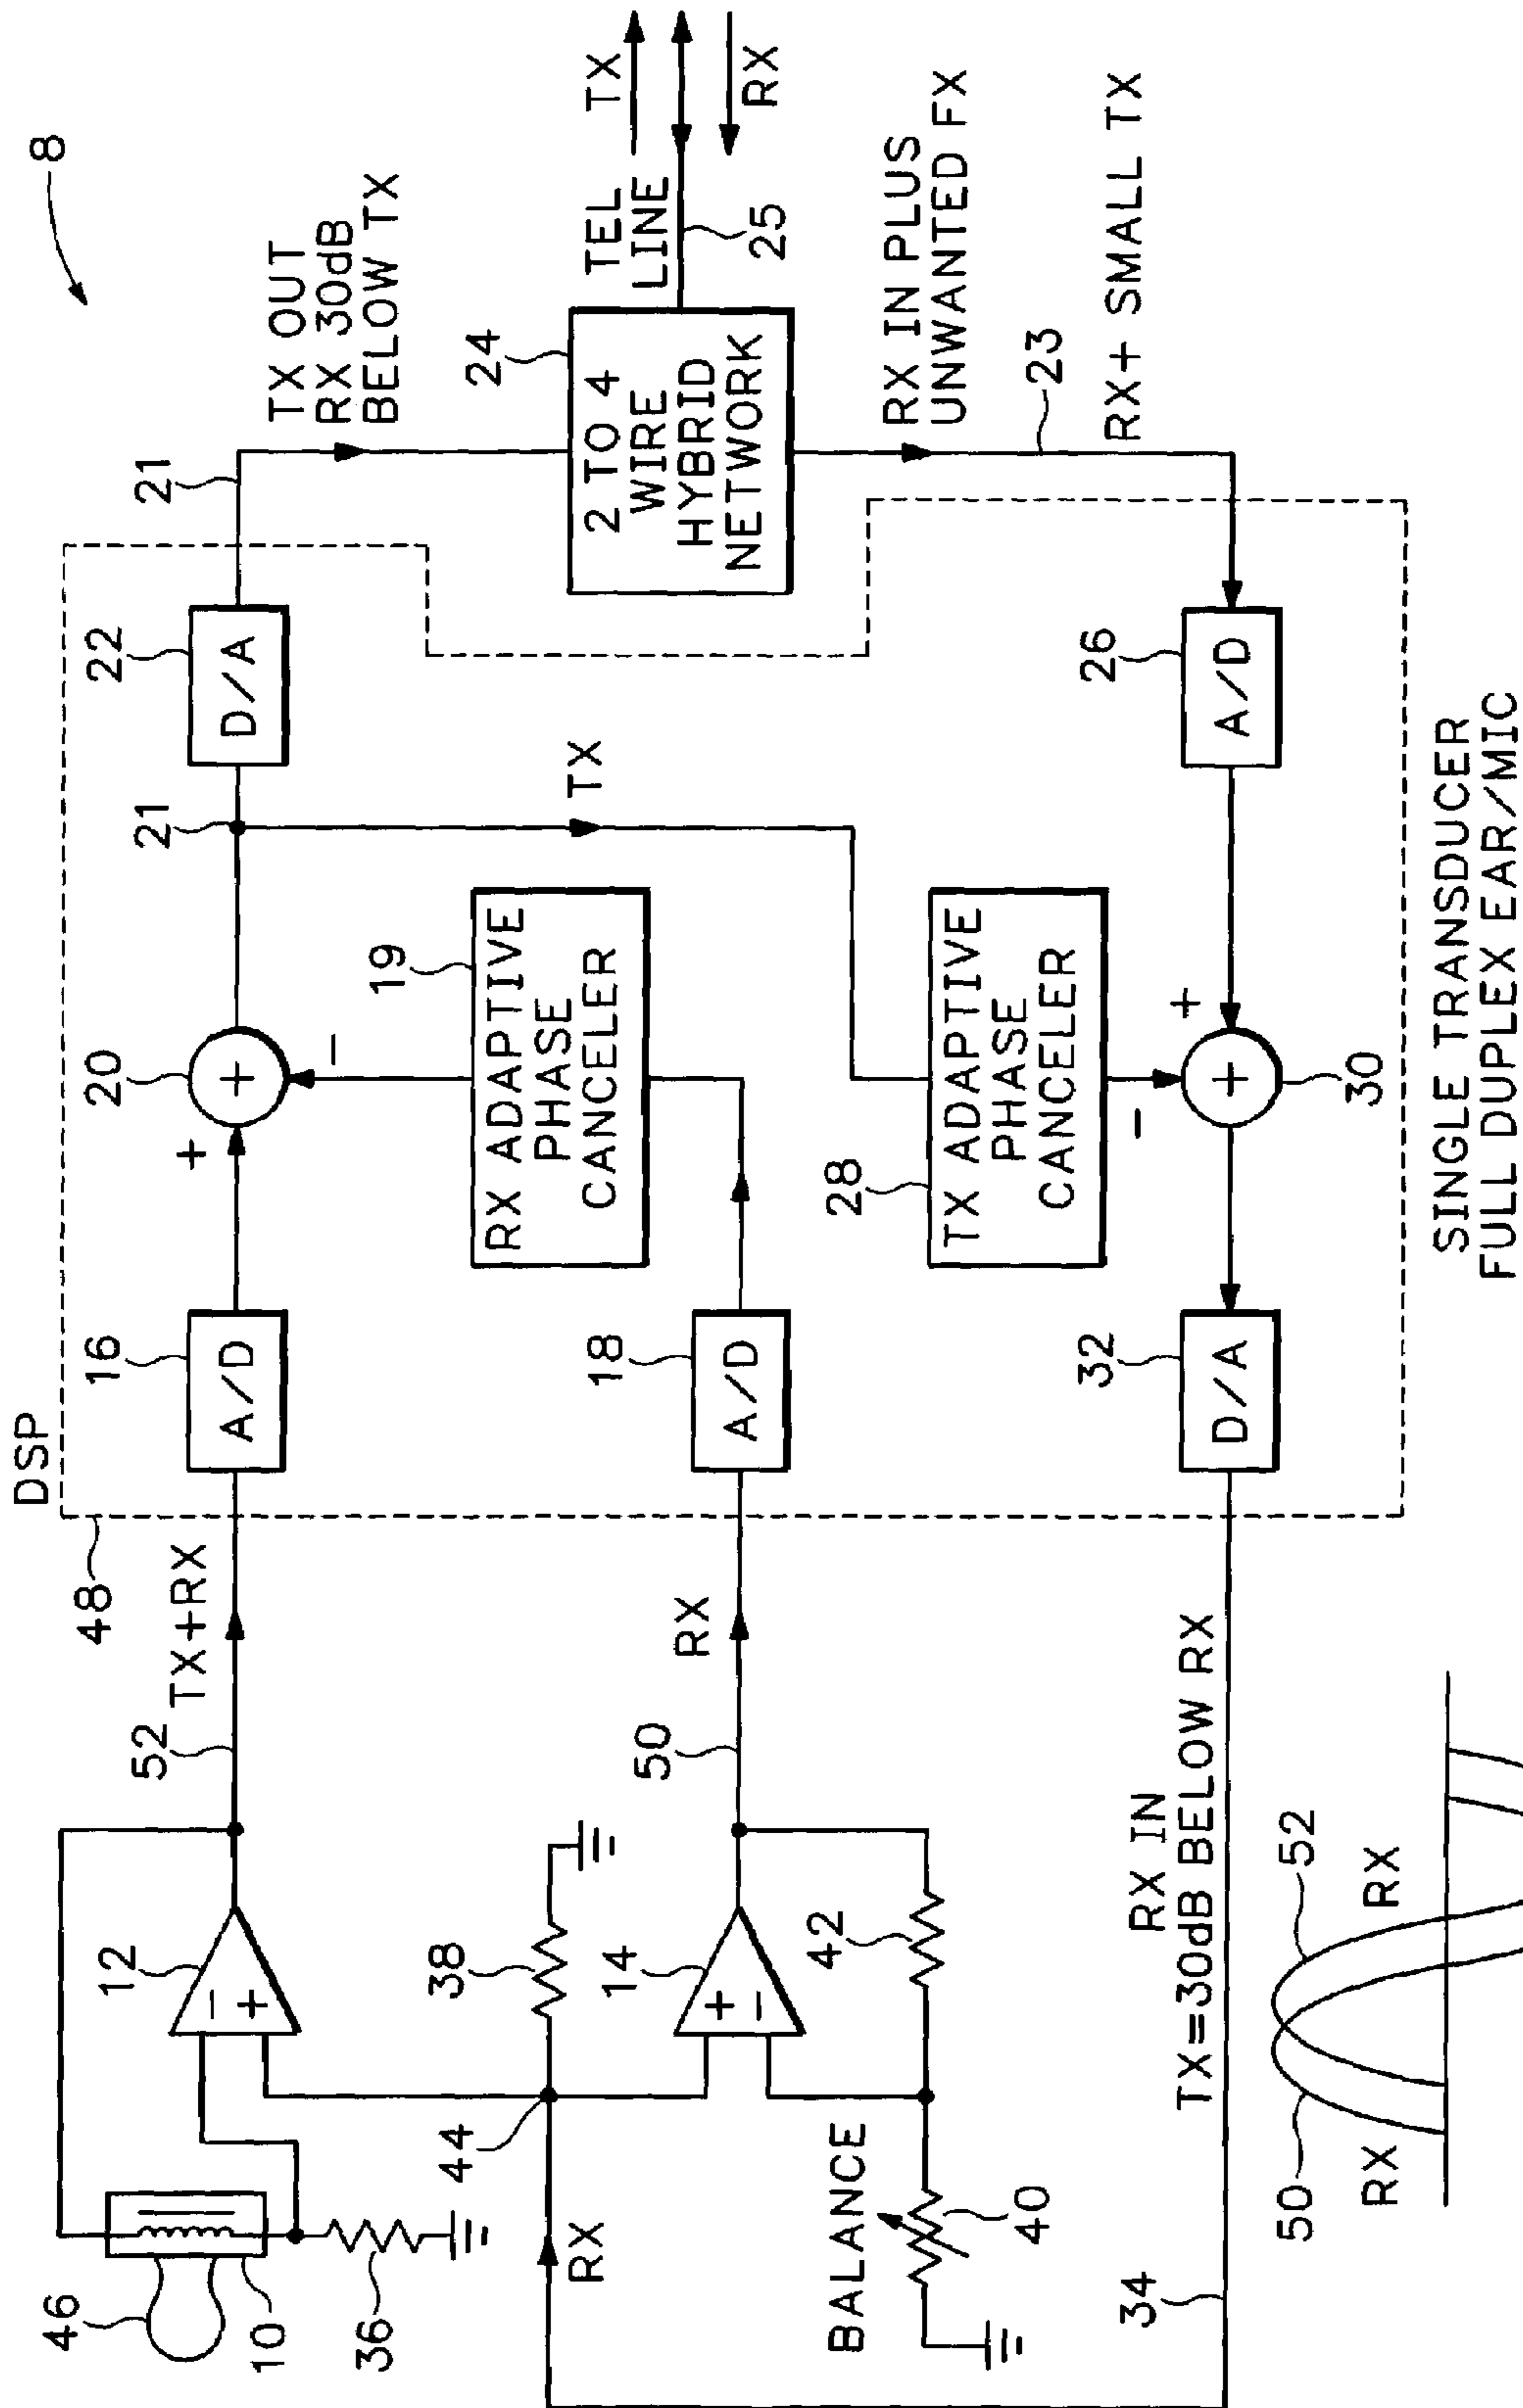 8
DSP
48
46
10
36
12
− +
52
TX+RX
16
A/D
+
20
+
−
21
22
D/A
21
TX OUT
RX 30dB
BELOW TX
TX
TEL
LINE
25
RX
24
2 TO 4
WIRE
HYBRID
NETWORK
RX
44
38
19
RX ADAPTIVE
PHASE
CANCELER
TX
BALANCE
40
14
+ −
42
50
RX
18
A/D
28
TX ADAPTIVE
PHASE
CANCELER
RX IN PLUS
UNWANTED FX
23
RX+ SMALL TX
34
RX IN
TX=30dB BELOW RX
32
D/A
−
+
+
30
26
A/D
50
RX
RX
52
SINGLE TRANSDUCER
FULL DUPLEX EAR/MIC